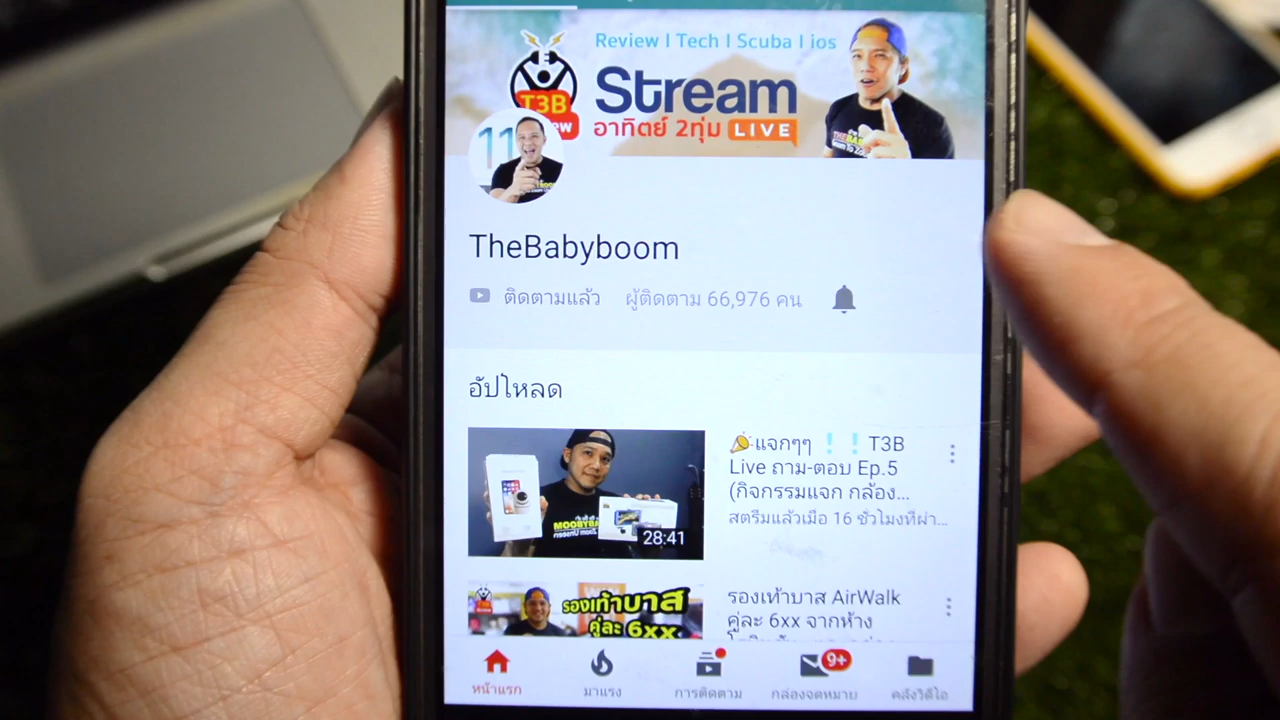 Review | Tech | Scuba | ios
T3B
Stream
อาทิตย์ 2ทุ่ม LIVE
11
TheBabyboom
ติดตามแล้ว ผู้ติดตาม 66,976 คน
อัปโหลด
แจกๆๆ ❕❕ T3B
Live ถาม-ตอบ Ep.5
(กิจกรรมแจก กล้อง...
สตรีมแล้วเมื่อ 16 ชั่วโมงที่ผ่า...
28:41
รองเท้าบาส
คู่ละ 6xx
รองเท้าบาส AirWalk
คู่ละ 6xx จากห้าง
9+
หน้าแรก มาแรง การติดตาม กล่องจดหมาย คลังวิดีโอ